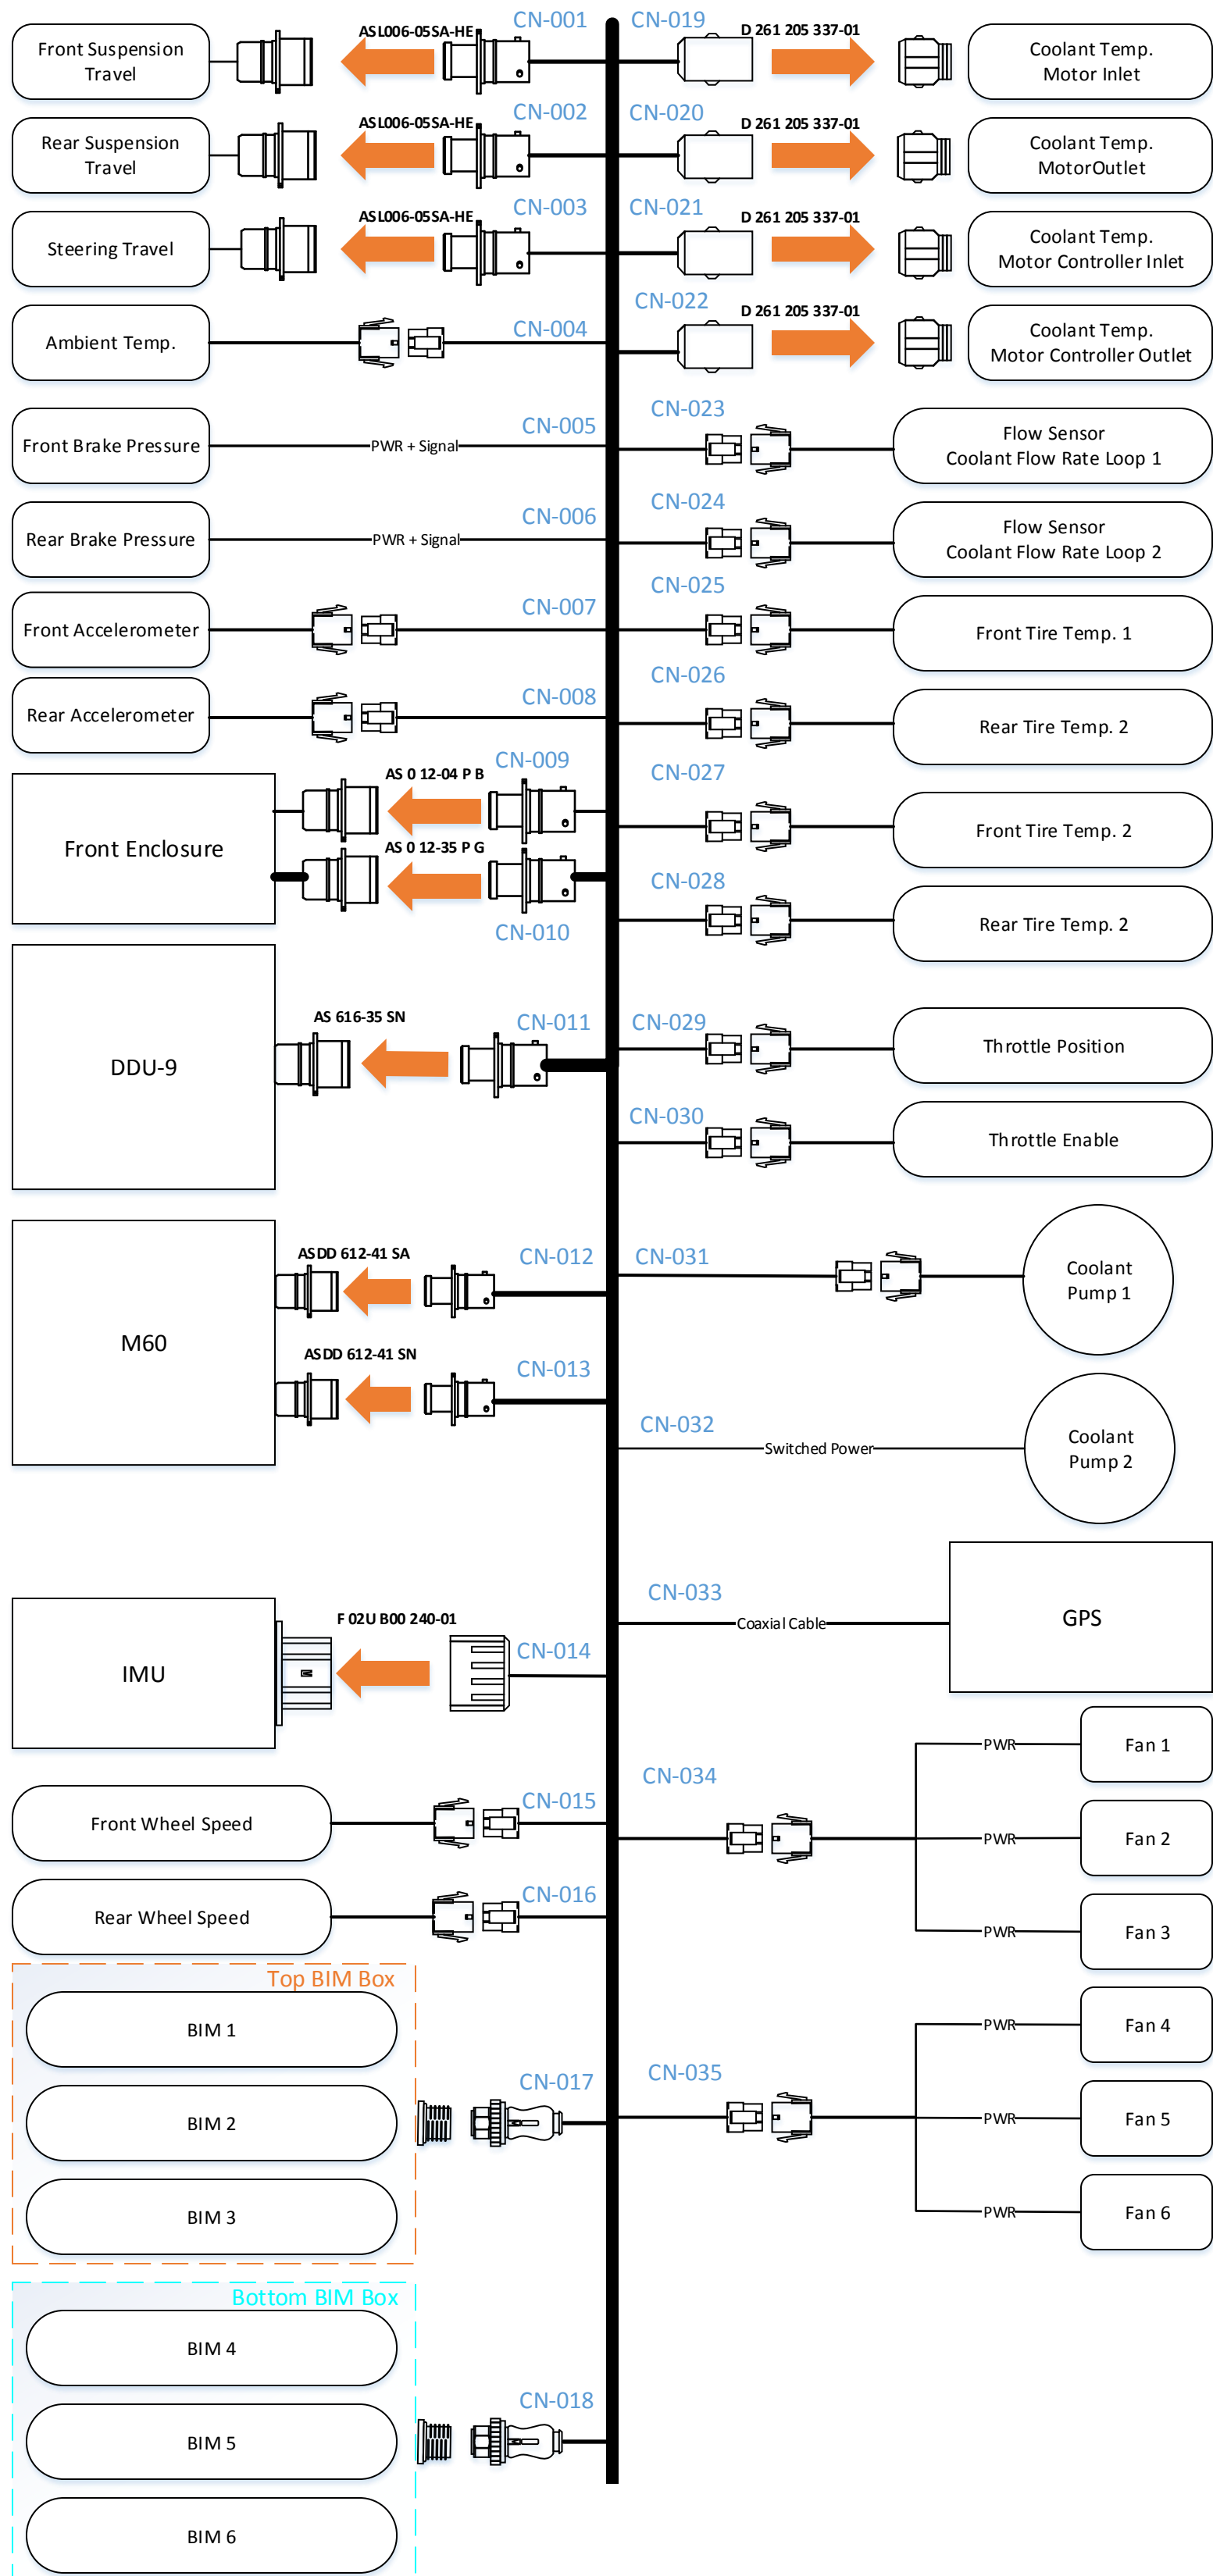 CN-001
CN-019
Front Suspension
Travel
ASL006-05SA-HE
D 261 205 337-01
Coolant Temp.
Motor Inlet
CN-002
CN-020
Rear Suspension
Travel
ASL006-05SA-HE
D 261 205 337-01
Coolant Temp.
MotorOutlet
CN-003
CN-021
Steering Travel
ASL006-05SA-HE
D 261 205 337-01
Coolant Temp.
Motor Controller Inlet
CN-004
CN-022
Ambient Temp.
D 261 205 337-01
Coolant Temp.
Motor Controller Outlet
CN-005
CN-023
Front Brake Pressure
PWR + Signal
Flow Sensor
Coolant Flow Rate Loop 1
CN-006
CN-024
Rear Brake Pressure
PWR + Signal
Flow Sensor
Coolant Flow Rate Loop 2
CN-007
CN-025
Front Accelerometer
Front Tire Temp. 1
CN-008
CN-026
Rear Accelerometer
Rear Tire Temp. 2
CN-009
CN-027
AS 0 12-04 P B
Front Enclosure
Front Tire Temp. 2
AS 0 12-35 P G
CN-010
CN-028
Rear Tire Temp. 2
CN-011
CN-029
AS 616-35 SN
DDU-9
Throttle Position
CN-030
Throttle Enable
CN-012
CN-031
ASDD 612-41 SA
Coolant
Pump 1
M60
ASDD 612-41 SN
CN-013
CN-032
Switched Power
Coolant
Pump 2
CN-033
Coaxial Cable
GPS
F 02U B00 240-01
CN-014
IMU
CN-034
PWR
Fan 1
CN-015
Front Wheel Speed
PWR
Fan 2
CN-016
Rear Wheel Speed
PWR
Fan 3
Top BIM Box
BIM 1
PWR
Fan 4
CN-017
CN-035
BIM 2
PWR
Fan 5
BIM 3
PWR
Fan 6
Bottom BIM Box
BIM 4
CN-018
BIM 5
BIM 6